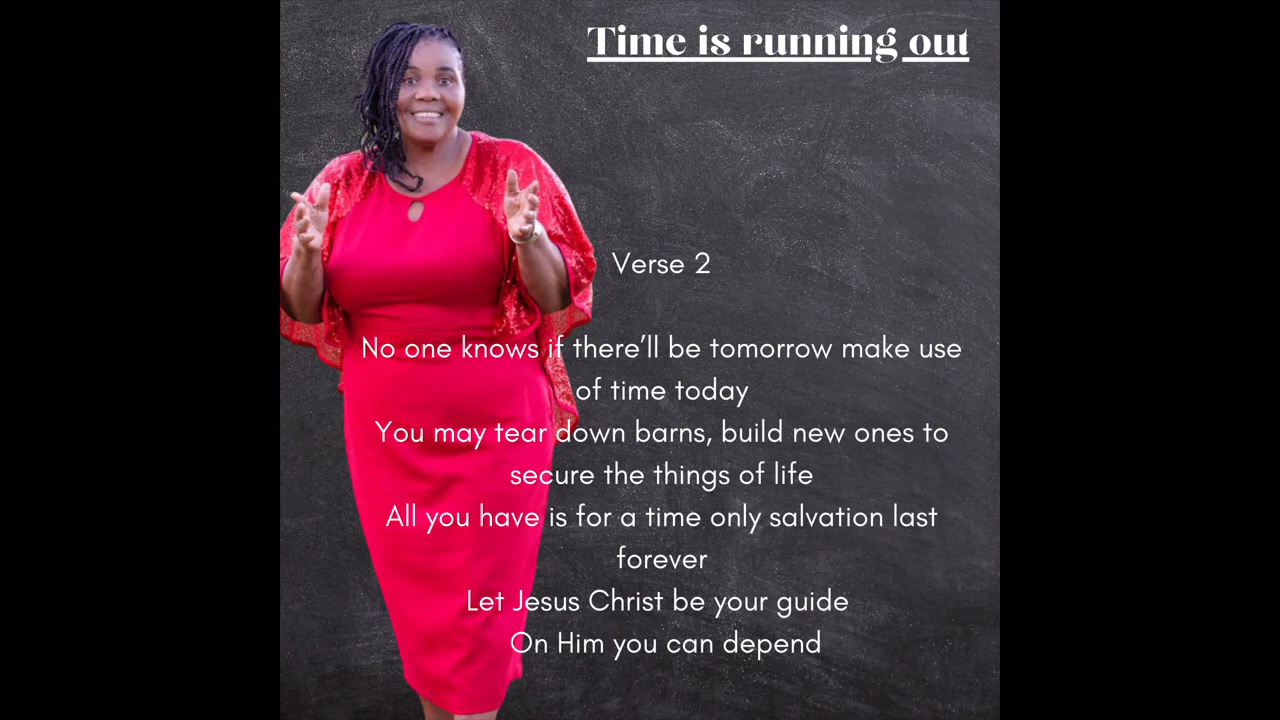 Time is running out
Verse 2
No one knows if there’ll be tomorrow make use
of time today
You may tear down barns, build new ones to
secure the things of life
All you have is for a time only salvation last
forever
Let Jesus Christ be your guide
On Him you can depend